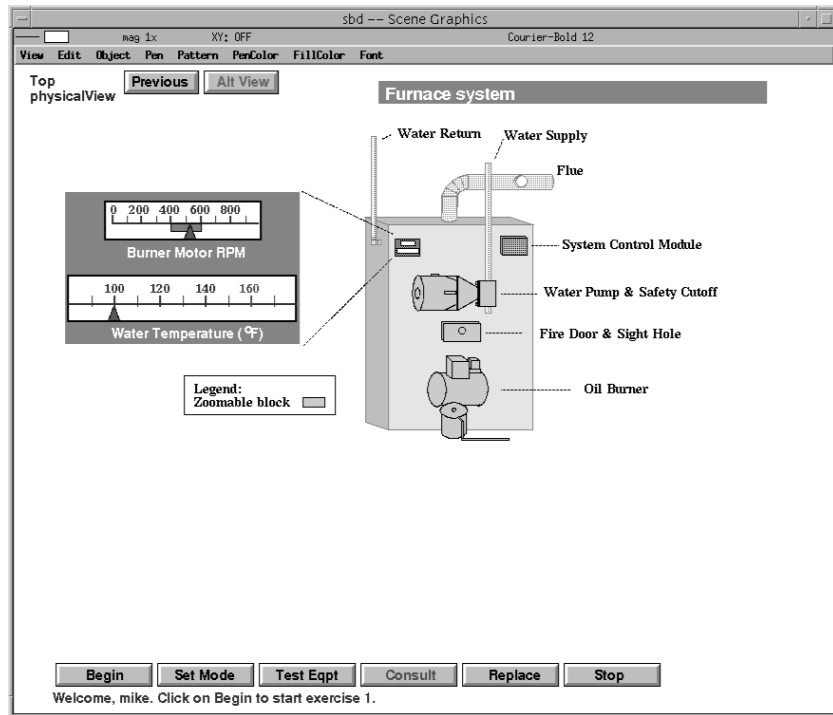 sbd -- Scene Graphics
mag 1x XY: OFF Courier-Bold 12
View Edit Object Pen Pattern PenColor FillColor Font
Top
physicalView
Previous
Alt View
Furnace system
Water Return
Water Supply
Flue
0 200 400 600 800
Burner Motor RPM
System Control Module
100 120 140 160
Water Temperature (°F)
Water Pump & Safety Cutoff
Fire Door & Sight Hole
Legend:
Zoomable block
Oil Burner
Begin Set Mode Test Eqpt Consult Replace Stop
Welcome, mike. Click on Begin to start exercise 1.